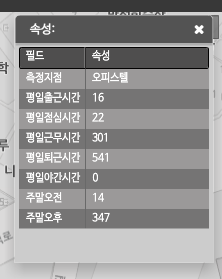 속성:
필드 속성
측정지점 오피스텔
평일출근시간 16
평일점심시간 22
평일근무시간 301
평일퇴근시간 541
평일야간시간 0
주말오전 14
주말오후 347
학
루
니